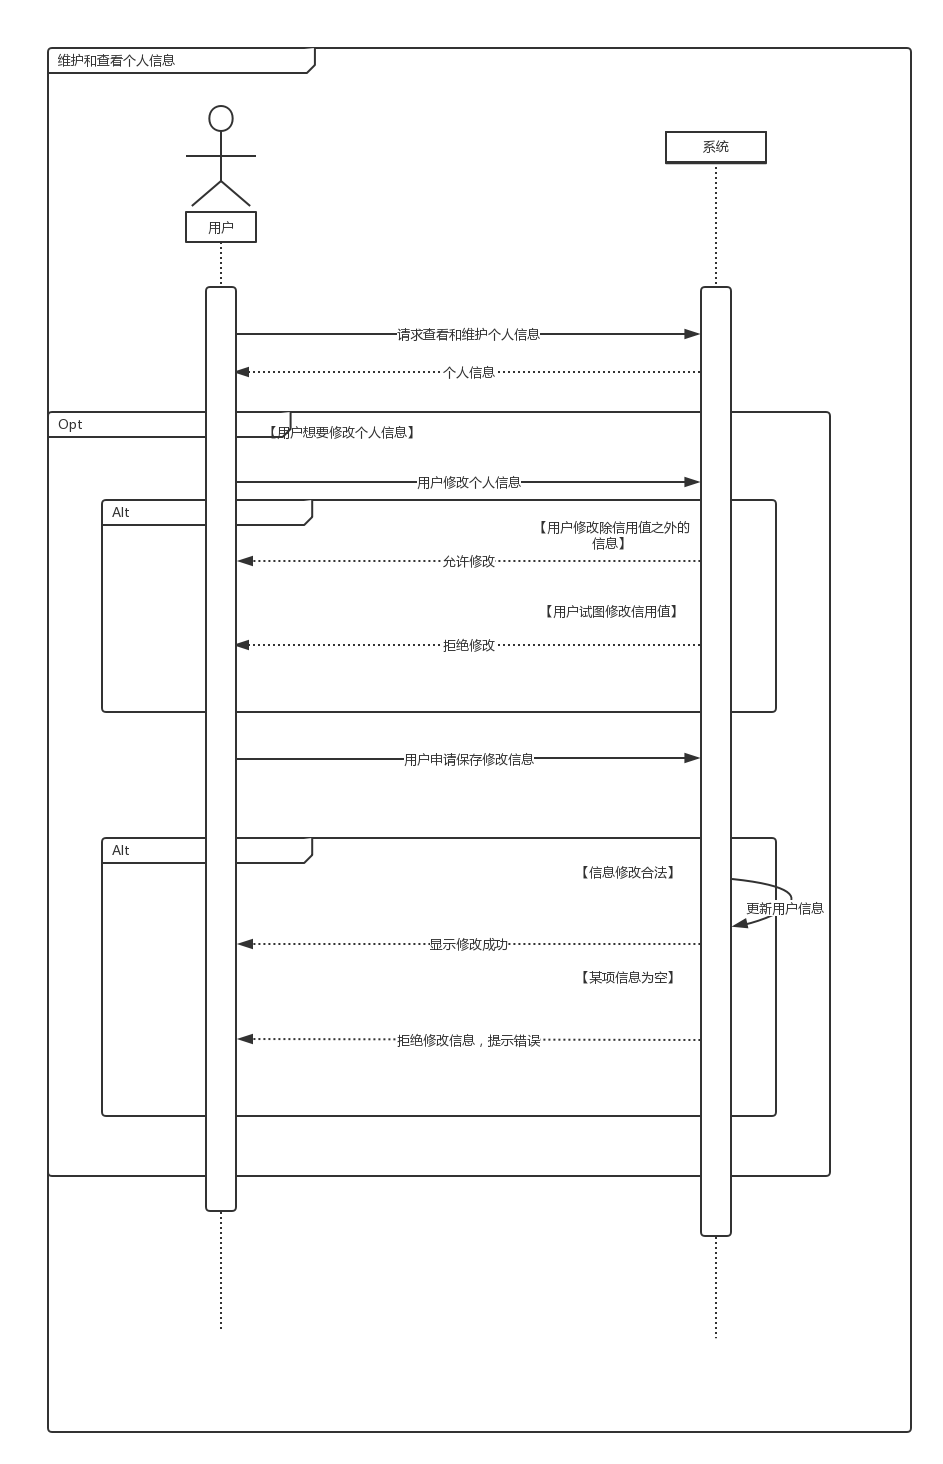 维护和查看个人信息
系统
用户
请求查看和维护个人信息
个人信息
Opt
【用户想要修改个人信息】
用户修改个人信息
Alt
【用户修改除信用值之外的
信息】
允许修改
【用户试图修改信用值】
拒绝修改
用户申请保存修改信息
Alt
【信息修改合法】
更新用户信息
显示修改成功
【某项信息为空】
拒绝修改信息，提示错误